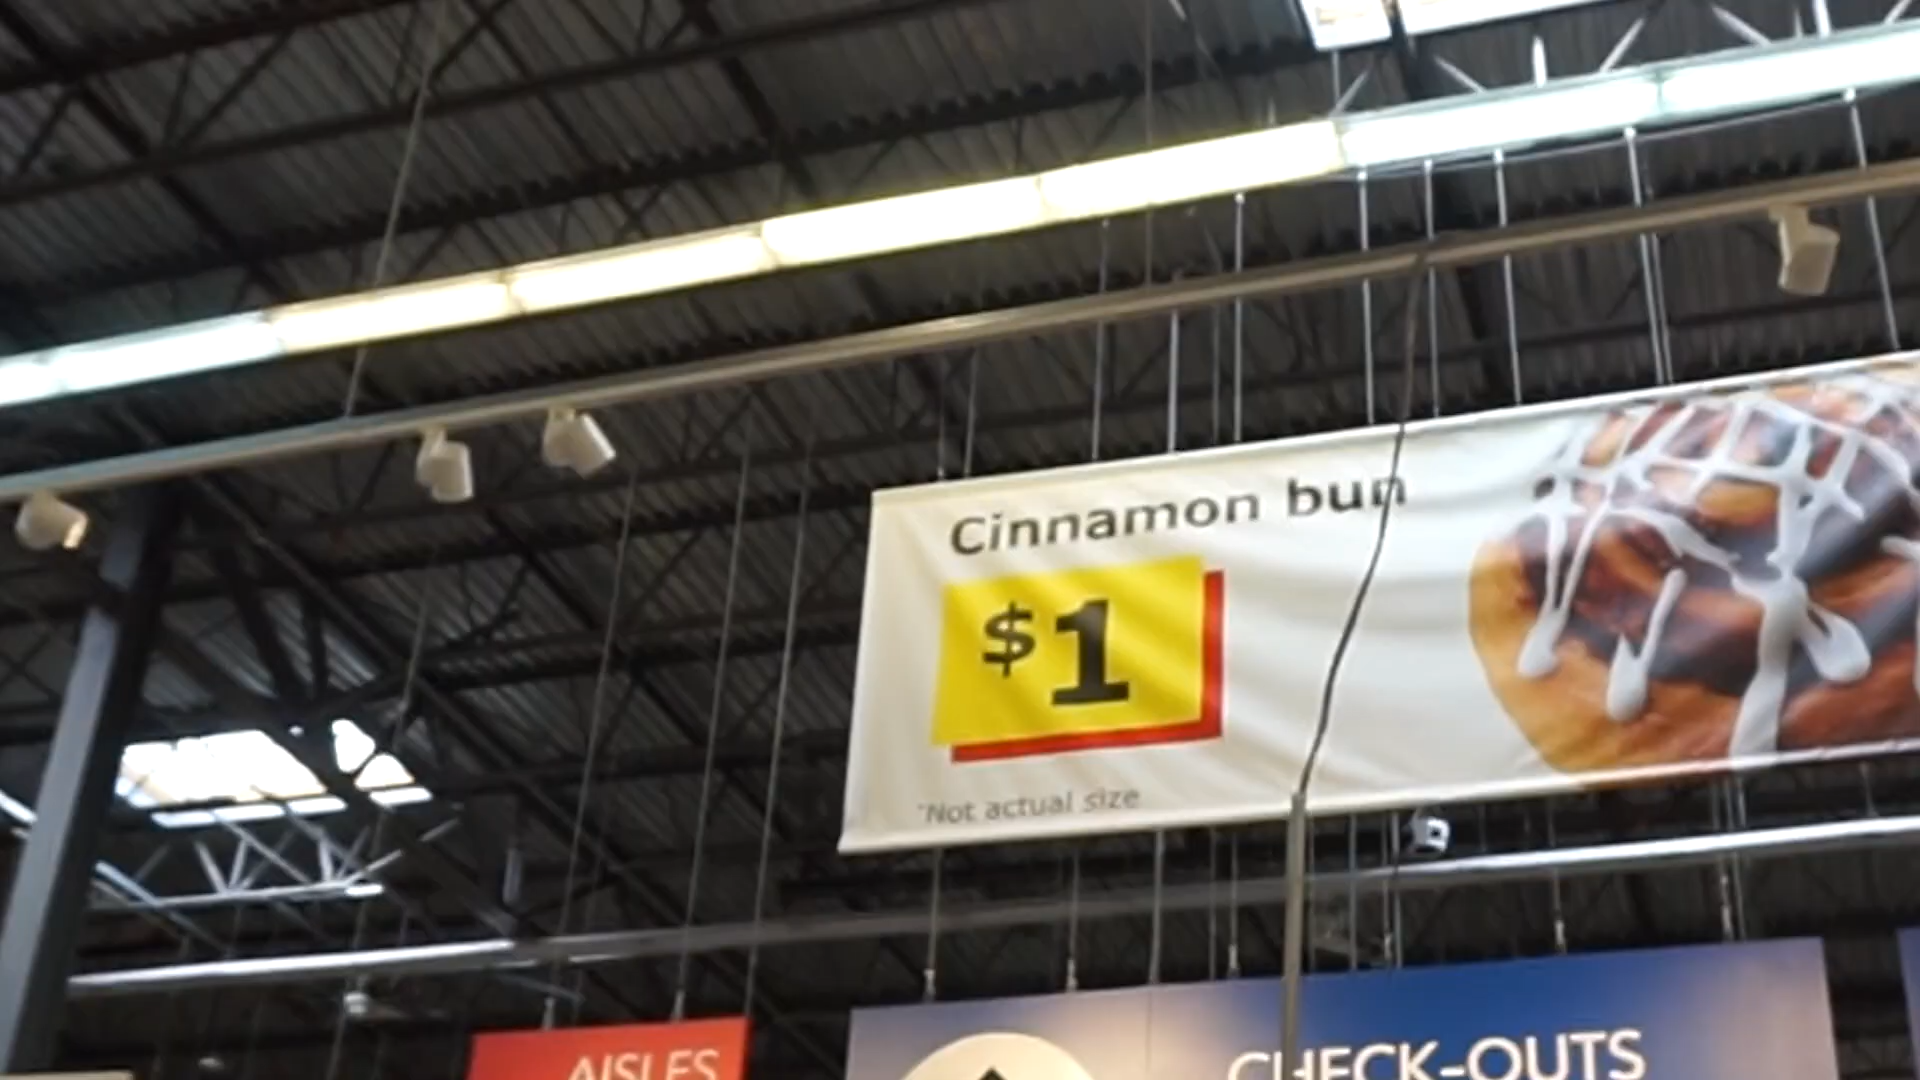 Cinnamon bun
$1
*Not actual size
AISLES
CHECK-OUTS